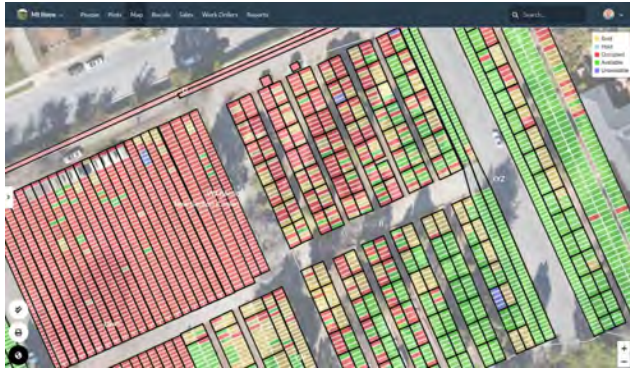 Mt Hope
People Plots Map Burials Sales Work Orders Reports
Search...
Sold
Held
Occupied
Available
Unavailable
XYZ
+
−